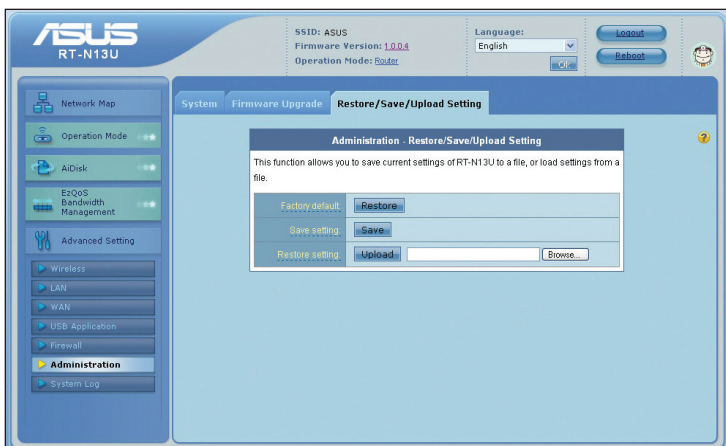 ASUS
RT-N13U
SSID: ASUS
Firmware Version: 1.0.0.4
Operation Mode: Router
Language:
English
OK
Logout
Reboot
Network Map
Operation Mode
AiDisk
EzQoS
Bandwidth
Management
Advanced Setting
Wireless
LAN
WAN
USB Application
Firewall
Administration
System Log
System
Firmware Upgrade
Restore/Save/Upload Setting
?
Administration - Restore/Save/Upload Setting
This function allows you to save current settings of RT-N13U to a file, or load settings from a
file.
Factory default: Restore
Save setting: Save
Restore setting: Upload Browse...